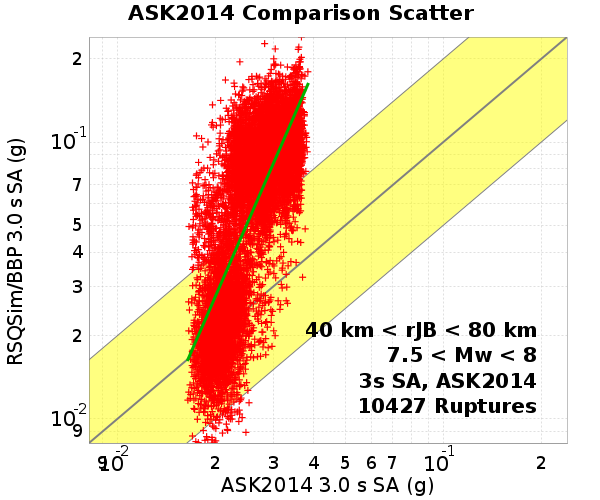 ASK2014 Comparison Scatter
RSQSim/BBP 3.0 s SA (g)
2
10-1
7
5
4
3
2
10-2
9
40 km < rJB < 80 km
7.5 < Mw < 8
3s SA, ASK2014
10427 Ruptures
9 10-2 2 3 4 5 6 7 10-1 2
ASK2014 3.0 s SA (g)